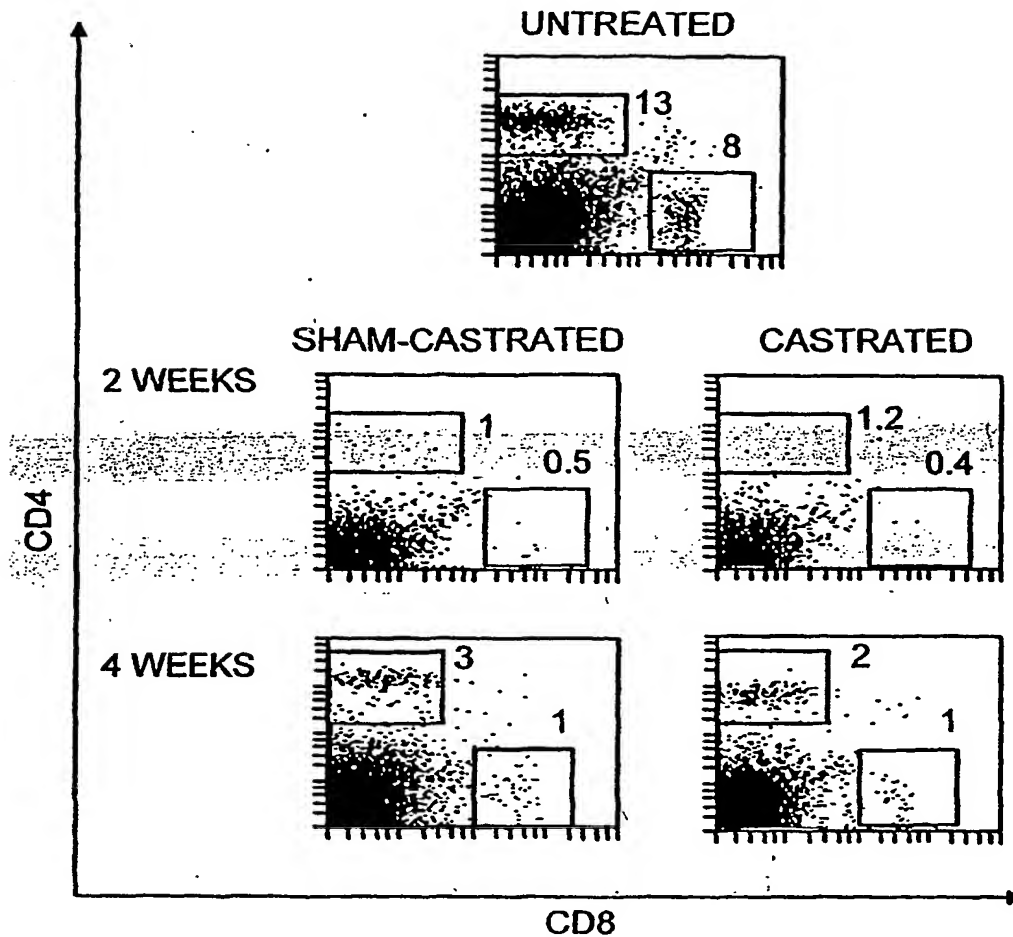 UNTREATED
13
8
SHAM-CASTRATED CASTRATED
2 WEEKS
1
0.5
1.2
0.4
CD4
4 WEEKS
3
1
2
1
CD8